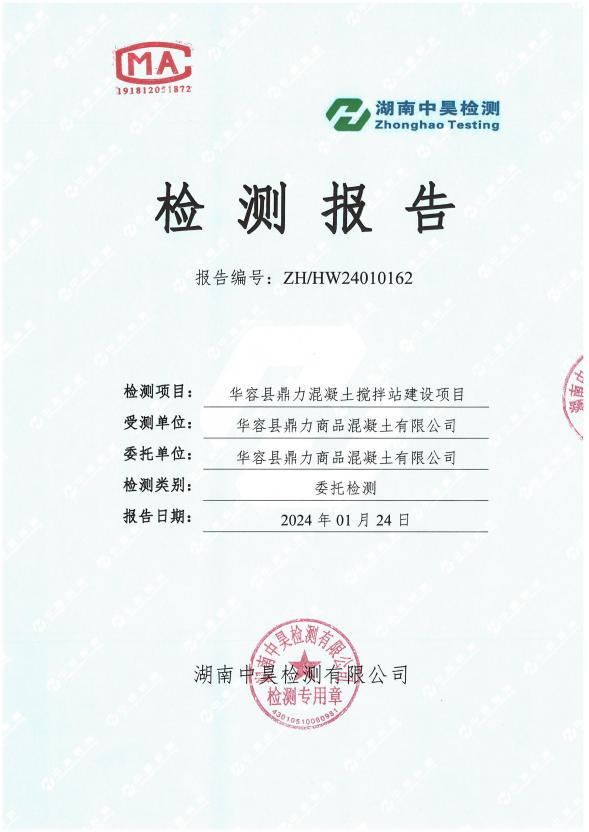 MA
191812051872
湖南中昊检测
Zhonghao Testing
检测报告
报告编号：ZH/HW24010162
检测项目：华容县鼎力混凝土搅拌站建设项目
受测单位：华容县鼎力商品混凝土有限公司
委托单位：华容县鼎力商品混凝土有限公司
检测类别：委托检测
报告日期：2024 年 01 月 24 日
湖南中昊检测有限公司
湖南中昊检测有限公司
检测专用章